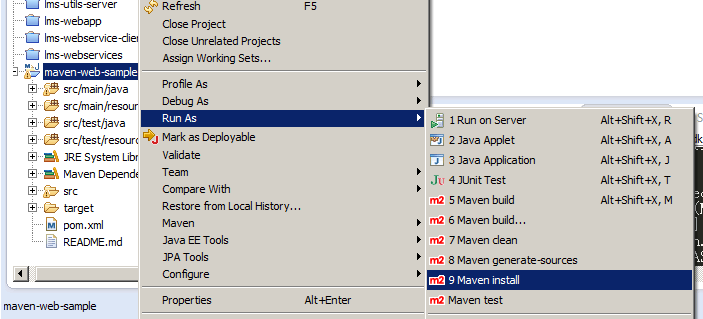 lms-utils-server
lms-webapp
lms-webservice-clie
lms-webservices
maven-web-sample
src/main/java
src/main/resour
src/test/java
src/test/resour
JRE System Libr
Maven Depende
src
target
pom.xml
README.md
maven-web-sample
Refresh F5
Close Project
Close Unrelated Projects
Assign Working Sets...
Profile As
Debug As
Run As
Mark as Deployable
Validate
Team
Compare With
Restore from Local History...
Maven
Java EE Tools
JPA Tools
Configure
Properties Alt+Enter
1 Run on Server Alt+Shift+X, R
2 Java Applet Alt+Shift+X, A
3 Java Application Alt+Shift+X, J
4 JUnit Test Alt+Shift+X, T
5 Maven build Alt+Shift+X, M
6 Maven build...
7 Maven clean
8 Maven generate-sources
9 Maven install
Maven test